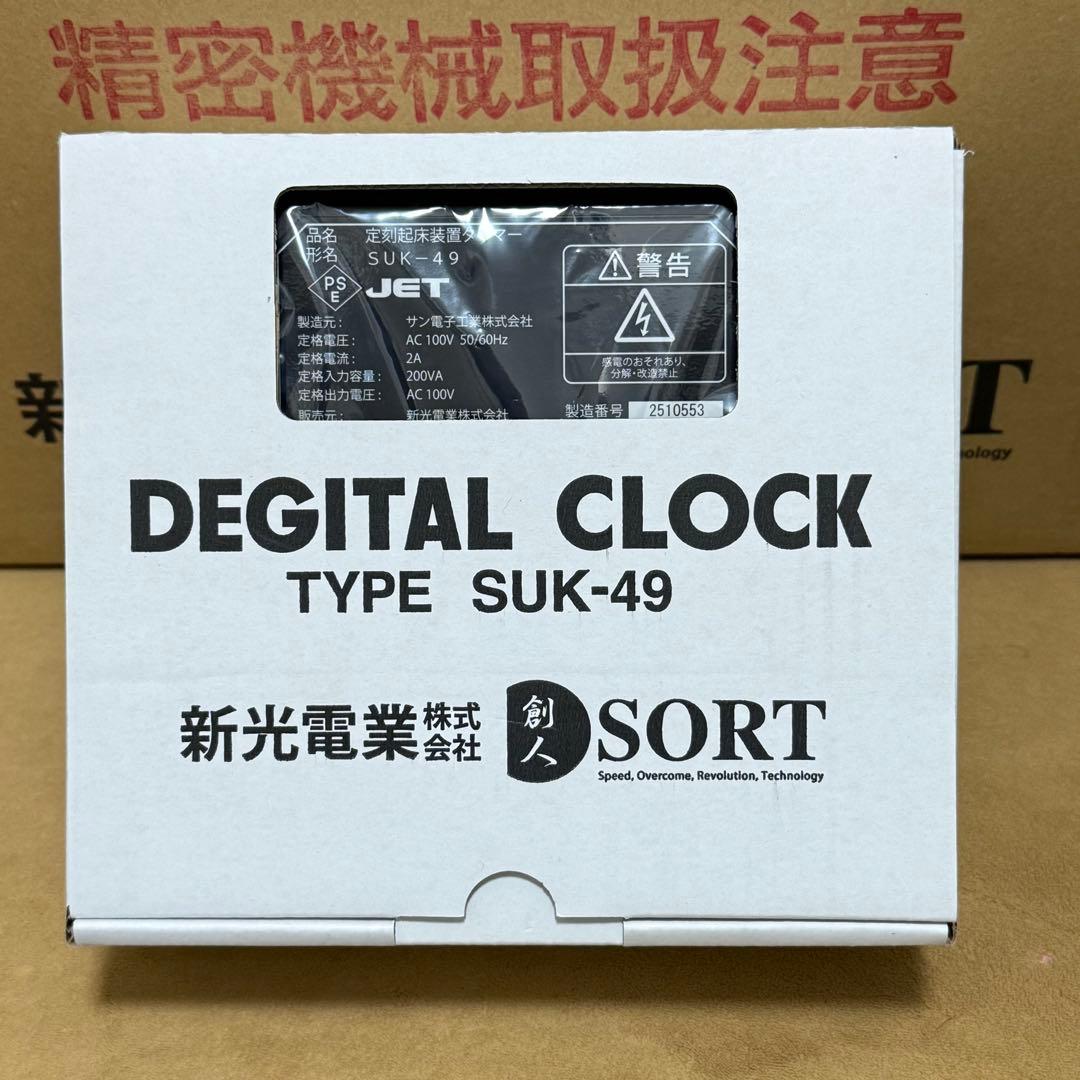 精密機械取扱注意
品名 定刻起床装置タイマー
形名 SUK-49
PS
E
JET
製造元: サン電子工業株式会社
定格電圧: AC 100V 50/60Hz
定格電流: 2A
定格入力容量: 200VA
定格出力電圧: AC 100V
販売元: 新光電業株式会社
警告
感電のおそれあり、
分解・改造禁止
製造番号 2510553
新
T
ology
DEGITAL CLOCK
TYPE SUK-49
新光電業株式会社
創人
SORT
Speed, Overcome, Revolution, Technology